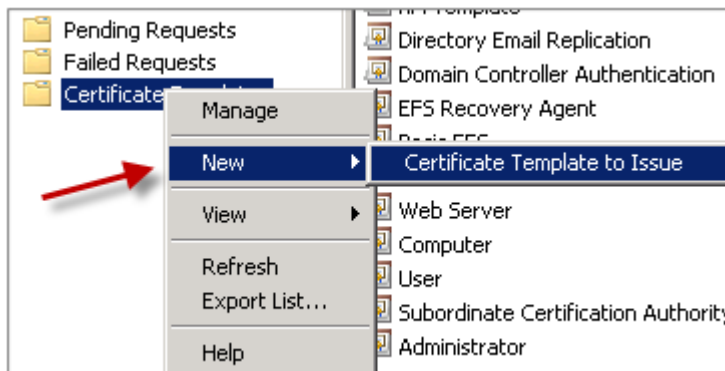 Pending Requests
Failed Requests
Certificate
Manage
New
View
Refresh
Export List...
Help
Directory Email Replication
Domain Controller Authentication
EFS Recovery Agent
Certificate Template to Issue
Web Server
Computer
User
Subordinate Certification Authority
Administrator